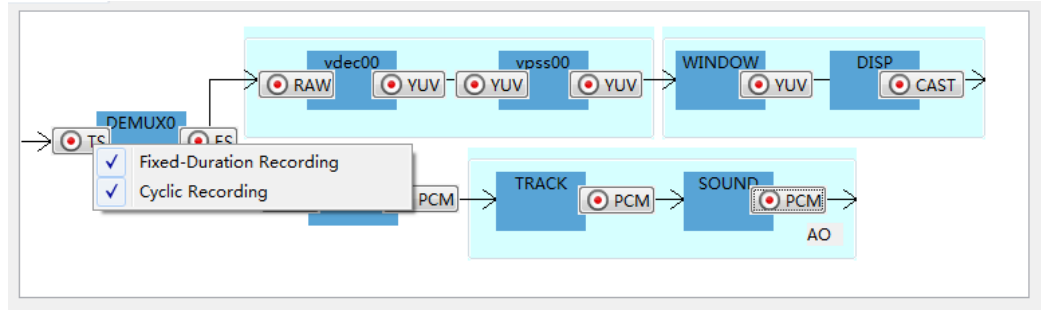 vdec00 vpss00 WINDOW DISP
RAW YUV YUV YUV YUV CAST
DEMUX0
TS ES
Fixed-Duration Recording
Cyclic Recording
TRACK SOUND
PCM PCM PCM
AO